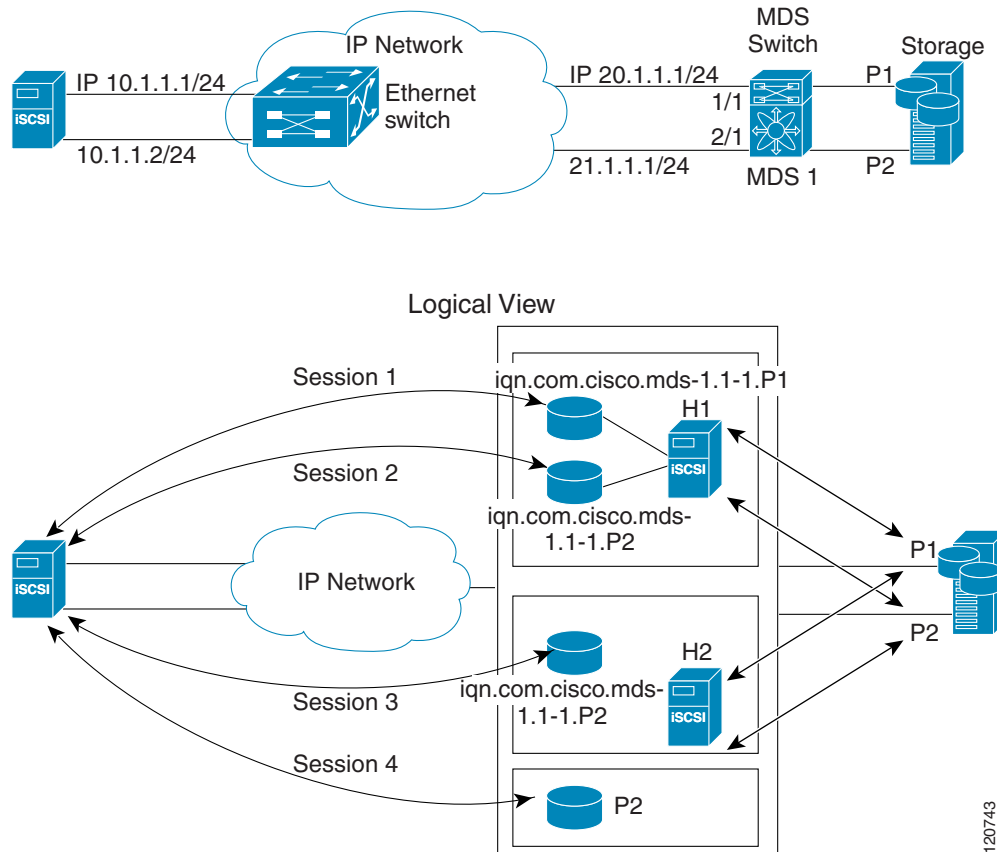 MDS
Switch
Storage
IP Network
IP 10.1.1.1/24
IP 20.1.1.1/24
P1
1/1
Ethernet
switch
iSCSI
2/1
10.1.1.2/24
21.1.1.1/24
MDS 1
P2
Logical View
Session 1
iqn.com.cisco.mds-1.1-1.P1
H1
Session 2
iSCSI
iqn.com.cisco.mds-
1.1-1.P2
P1
iSCSI
IP Network
P2
H2
Session 3
iqn.com.cisco.mds-
1.1-1.P2
iSCSI
Session 4
P2
120743